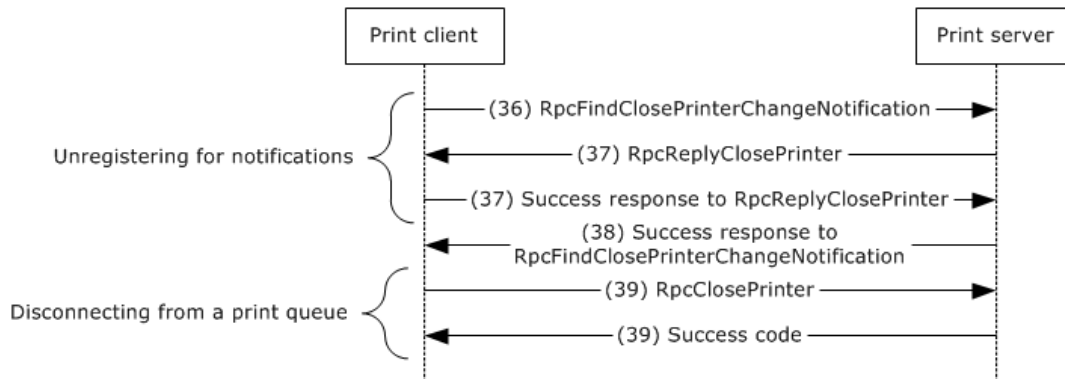 Print client
Print server
(36) RpcFindClosePrinterChangeNotification
Unregistering for notifications
(37) RpcReplyClosePrinter
(37) Success response to RpcReplyClosePrinter
(38) Success response to
RpcFindClosePrinterChangeNotification
(39) RpcClosePrinter
Disconnecting from a print queue
(39) Success code